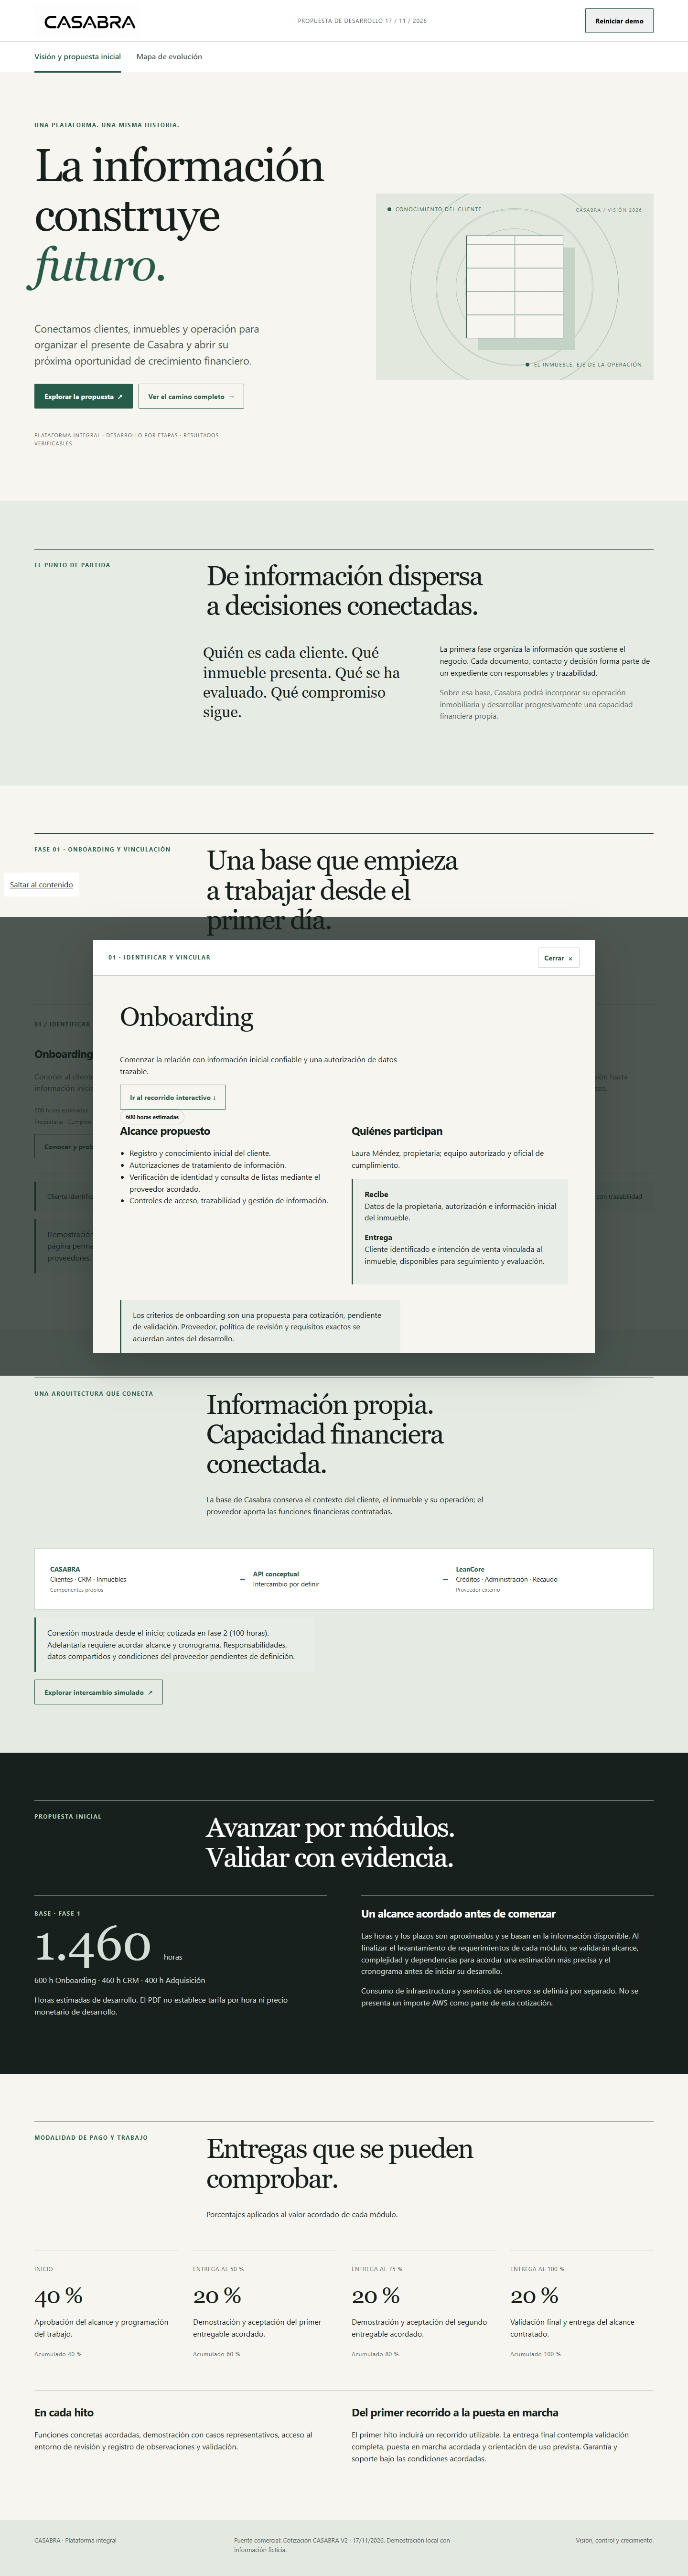 CASABRA
PROPUESTA DE DESARROLLO 17 / 11 / 2026
Reiniciar demo
Visión y propuesta inicial
Mapa de evolución
UNA PLATAFORMA. UNA MISMA HISTORIA.
La información
construye
futuro.
CONOCIMIENTO DEL CLIENTE
CASABRA / VISIÓN 2026
EL INMUEBLE, EJE DE LA OPERACIÓN
Conectamos clientes, inmuebles y operación para
organizar el presente de Casabra y abrir su
próxima oportunidad de crecimiento financiero.
Explorar la propuesta ↗
Ver el camino completo →
PLATAFORMA INTEGRAL · DESARROLLO POR ETAPAS · RESULTADOS
VERIFICABLES
EL PUNTO DE PARTIDA
De información dispersa
a decisiones conectadas.
Quién es cada cliente. Qué
inmueble presenta. Qué se ha
evaluado. Qué compromiso
sigue.
La primera fase organiza la información que sostiene el
negocio. Cada documento, contacto y decisión forma parte de
un expediente con responsables y trazabilidad.
Sobre esa base, Casabra podrá incorporar su operación
inmobiliaria y desarrollar progresivamente una capacidad
financiera propia.
FASE 01 · ONBOARDING Y VINCULACIÓN
Una base que empieza
a trabajar desde el
primer día.
Saltar al contenido
01 · IDENTIFICAR Y VINCULAR
Cerrar ×
01 / IDENTIFICAR
Onboarding
Conocer al cliente
información inicia
600 horas estimadas
Propietaria · Cumplim
Conocer y prob
Cliente identific
Demostración
página perma
proveedores.
sión hasta
con trazabilidad
Onboarding
Comenzar la relación con información inicial confiable y una autorización de datos
trazable.
Ir al recorrido interactivo ↓
600 horas estimadas
Alcance propuesto
Registro y conocimiento inicial del cliente.
Autorizaciones de tratamiento de información.
Verificación de identidad y consulta de listas mediante el
proveedor acordado.
Controles de acceso, trazabilidad y gestión de información.
Quiénes participan
Laura Méndez, propietaria; equipo autorizado y oficial de
cumplimiento.
Recibe
Datos de la propietaria, autorización e información inicial
del inmueble.
Entrega
Cliente identificado e intención de venta vinculada al
inmueble, disponibles para seguimiento y evaluación.
Los criterios de onboarding son una propuesta para cotización, pendiente
de validación. Proveedor, política de revisión y requisitos exactos se
acuerdan antes del desarrollo.
UNA ARQUITECTURA QUE CONECTA
Información propia.
Capacidad financiera
conectada.
La base de Casabra conserva el contexto del cliente, el inmueble y su operación; el
proveedor aporta las funciones financieras contratadas.
CASABRA
Clientes · CRM · Inmuebles
Componentes propios
↔
API conceptual
Intercambio por definir
↔
LeanCore
Créditos · Administración · Recaudo
Proveedor externo
Conexión mostrada desde el inicio; cotizada en fase 2 (100 horas).
Adelantarla requiere acordar alcance y cronograma. Responsabilidades,
datos compartidos y condiciones del proveedor pendientes de definición.
Explorar intercambio simulado ↗
PROPUESTA INICIAL
Avanzar por módulos.
Validar con evidencia.
BASE · FASE 1
1.460 horas
600 h Onboarding · 460 h CRM · 400 h Adquisición
Horas estimadas de desarrollo. El PDF no establece tarifa por hora ni precio
monetario de desarrollo.
Un alcance acordado antes de comenzar
Las horas y los plazos son aproximados y se basan en la información disponible. Al
finalizar el levantamiento de requerimientos de cada módulo, se validarán alcance,
complejidad y dependencias para acordar una estimación más precisa y el
cronograma antes de iniciar su desarrollo.
Consumo de infraestructura y servicios de terceros se definirá por separado. No se
presenta un importe AWS como parte de esta cotización.
MODALIDAD DE PAGO Y TRABAJO
Entregas que se pueden
comprobar.
Porcentajes aplicados al valor acordado de cada módulo.
INICIO
40 %
Aprobación del alcance y programación
del trabajo.
Acumulado 40 %
ENTREGA AL 50 %
20 %
Demostración y aceptación del primer
entregable acordado.
Acumulado 60 %
ENTREGA AL 75 %
20 %
Demostración y aceptación del segundo
entregable acordado.
Acumulado 80 %
ENTREGA AL 100 %
20 %
Validación final y entrega del alcance
contratado.
Acumulado 100 %
En cada hito
Funciones concretas acordadas, demostración con casos representativos, acceso al
entorno de revisión y registro de observaciones y validación.
Del primer recorrido a la puesta en marcha
El primer hito incluirá un recorrido utilizable. La entrega final contempla validación
completa, puesta en marcha acordada y orientación de uso prevista. Garantía y
soporte bajo las condiciones acordadas.
CASABRA · Plataforma integral
Fuente comercial: Cotización CASABRA V2 · 17/11/2026. Demostración local con
información ficticia.
Visión, control y crecimiento.